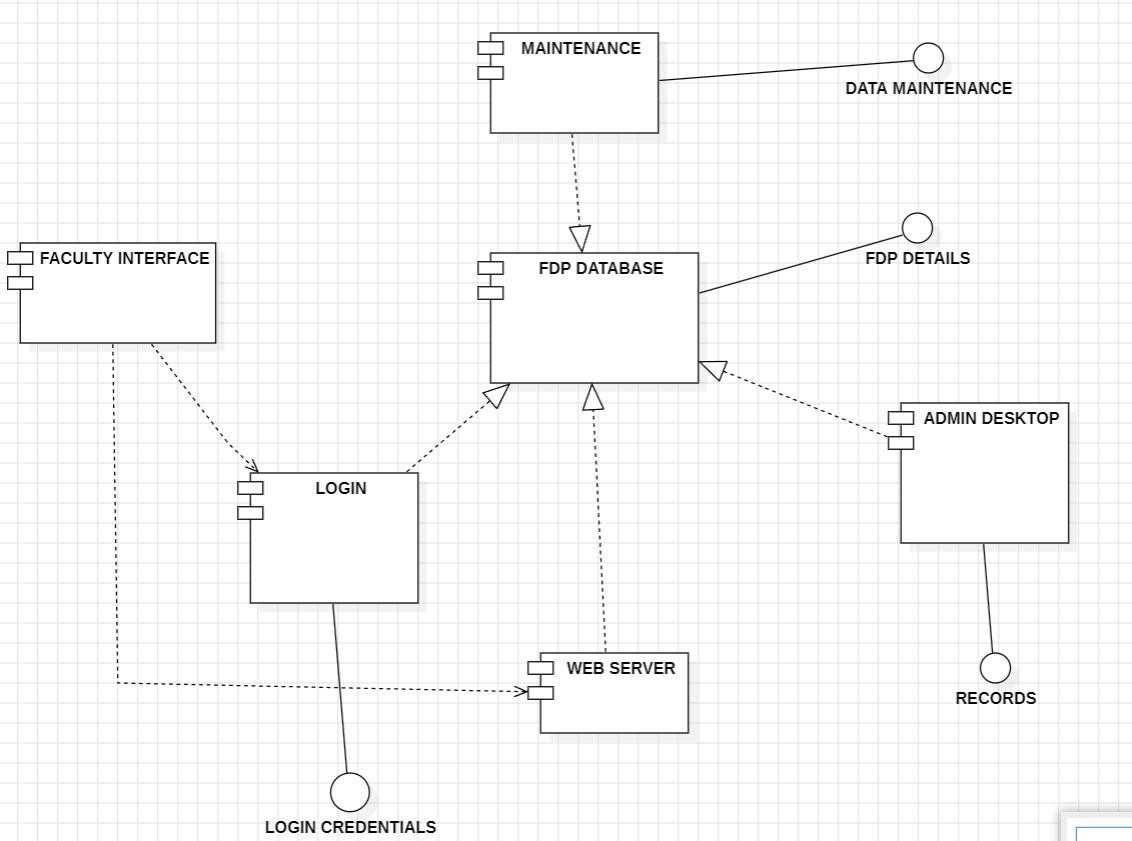 MAINTENANCE
DATA MAINTENANCE
FACULTY INTERFACE
FDP DATABASE
FDP DETAILS
ADMIN DESKTOP
LOGIN
WEB SERVER
RECORDS
LOGIN CREDENTIALS